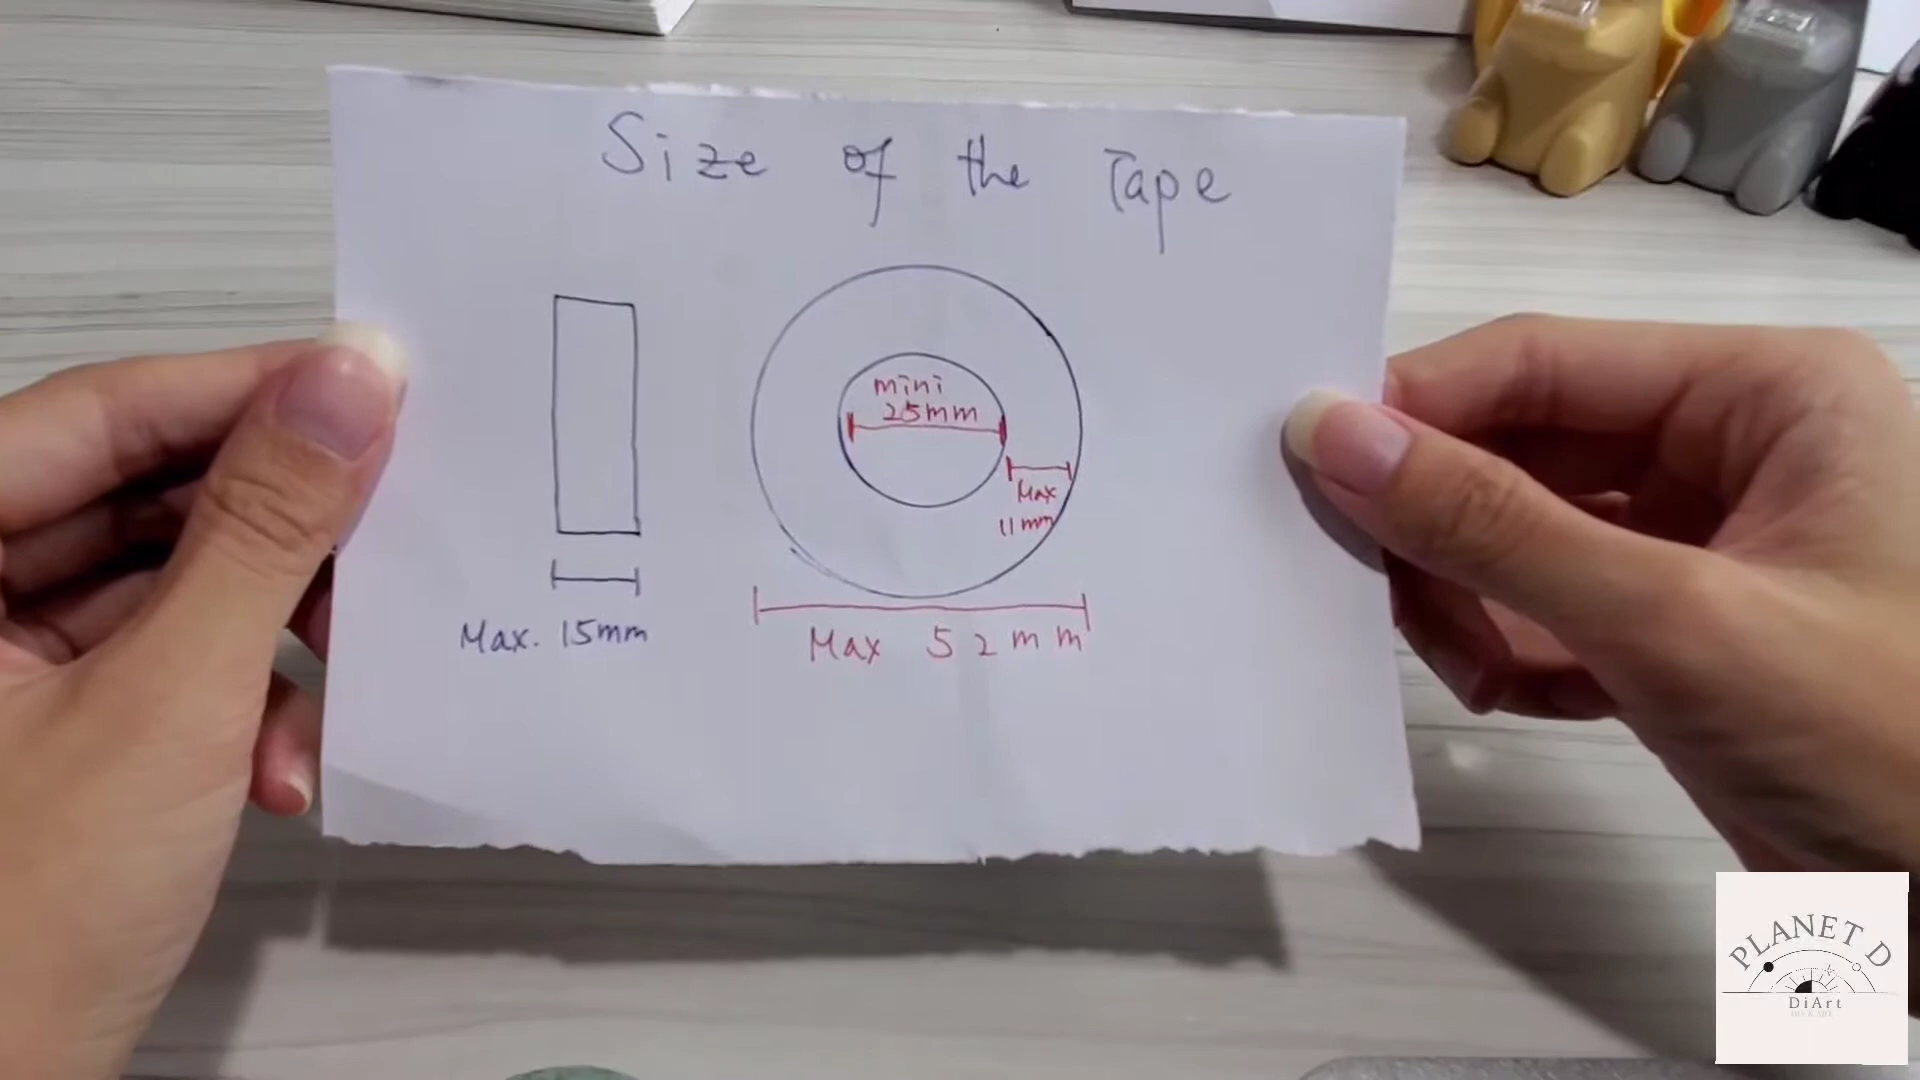 Size of the Tape
mini
25mm
Max
11mm
Max. 15mm
Max 52mm
PLANET D
DiArt